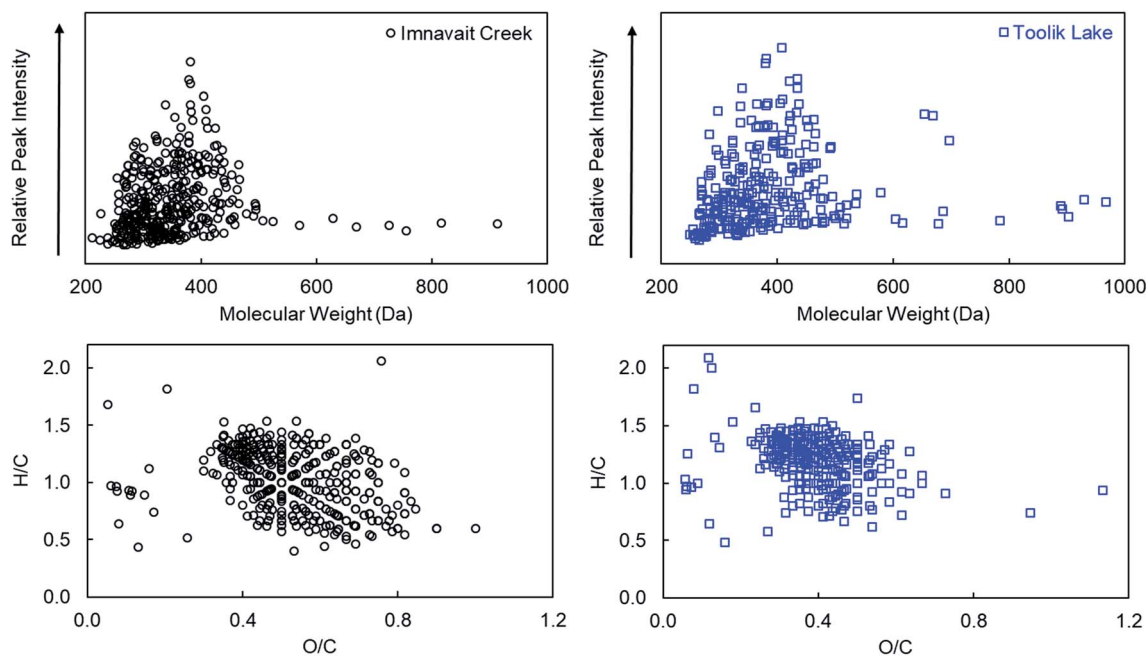 Imnavait Creek
Relative Peak Intensity
200 400 600 800 1000
Molecular Weight (Da)
Toolik Lake
Relative Peak Intensity
200 400 600 800 1000
Molecular Weight (Da)
2.0
1.5
1.0
0.5
0.0
H/C
0.0 0.4 0.8 1.2
O/C
2.0
1.5
1.0
0.5
0.0
H/C
0.0 0.4 0.8 1.2
O/C